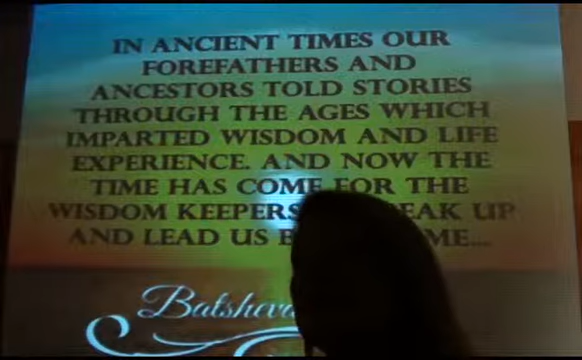 IN ANCIENT TIMES OUR
FOREFATHERS AND
ANCESTORS TOLD STORIES
THROUGH THE AGES WHICH
IMPARTED WISDOM AND LIFE
EXPERIENCE. AND NOW THE
TIME HAS COME FOR THE
WISDOM KEEPERS UP
AND LEAD US
Batsheva